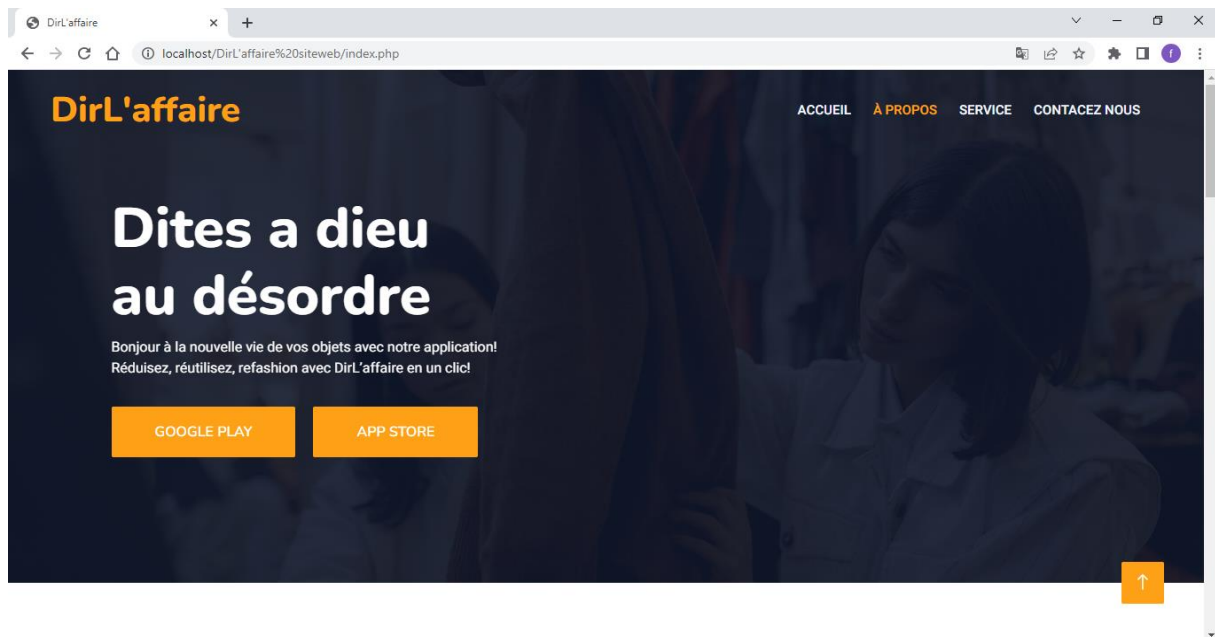 DirL'affaire
localhost/DirL'affaire%20siteweb/index.php
f
DirL'affaire
ACCUEIL À PROPOS SERVICE CONTACEZ NOUS
Dites a dieu
au désordre
Bonjour à la nouvelle vie de vos objets avec notre application!
Réduisez, réutilisez, refashion avec DirL'affaire en un clic!
GOOGLE PLAY APP STORE